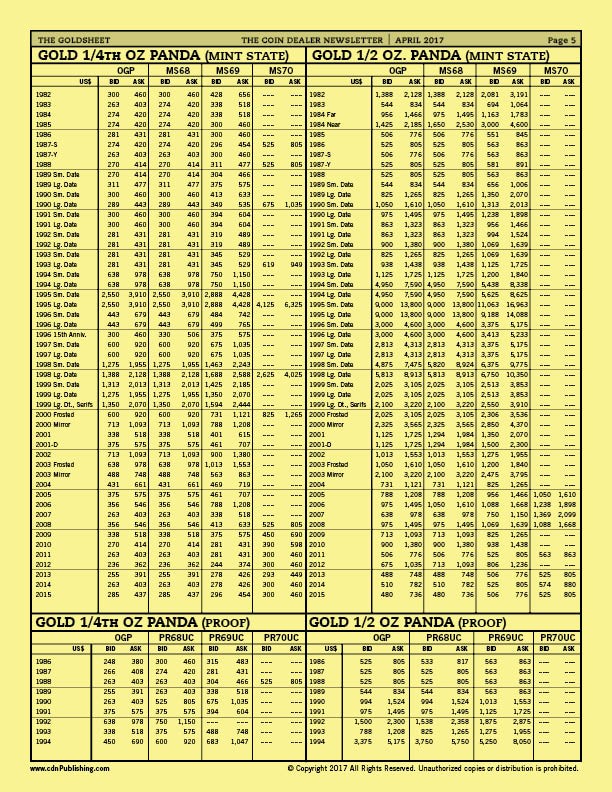 THE GOLDSHEET THE COIN DEALER NEWSLETTER | APRIL 2017 Page 5
GOLD 1/4TH OZ PANDA (MINT STATE)
OGP MS68 MS69 MS70
US$ BID ASK BID ASK BID ASK BID ASK
1982 300 460 300 460 428 656 --- ---
1983 263 403 274 420 338 518 --- ---
1984 274 420 274 420 338 518 --- ---
1985 274 420 274 420 338 518 --- ---
1986 281 431 281 431 300 460 --- ---
1987-S 274 420 274 420 296 454 525 805
1987-Y 263 403 263 403 300 460 --- ---
1988 270 414 270 414 311 477 525 805
1989 Sm. Date 270 414 270 414 304 466 --- ---
1989 Lg. Date 311 477 311 477 375 575 --- ---
1990 Sm. Date 300 460 300 460 413 633 --- ---
1990 Lg. Date 289 443 289 443 349 535 675 1,035
1991 Sm. Date 300 460 300 460 394 604 --- ---
1991 Lg. Date 300 460 300 460 394 604 --- ---
1992 Sm. Date 281 431 281 431 319 489 --- ---
1992 Lg. Date 281 431 281 431 319 489 --- ---
1993 Sm. Date 281 431 281 431 345 529 --- ---
1993 Lg. Date 281 431 281 431 345 529 619 949
1994 Sm. Date 638 978 638 978 750 1,150 --- ---
1994 Lg. Date 638 978 638 978 750 1,150 --- ---
1995 Sm. Date 2,550 3,910 2,550 3,910 2,888 4,428 --- ---
1995 Lg. Date 2,550 3,910 2,550 3,910 2,888 4,428 4,125 6,325
1996 Sm. Date 443 679 443 679 484 742 --- ---
1996 Lg. Date 443 679 443 679 499 765 --- ---
1996 15th Anniv. 300 460 330 506 375 575 --- ---
1997 Sm. Date 600 920 600 920 675 1,035 --- ---
1997 Lg. Date 600 920 600 920 675 1,035 --- ---
1998 Sm. Date 1,275 1,955 1,275 1,955 1,463 2,243 --- ---
1998 Lg. Date 1,388 2,128 1,388 2,128 1,688 2,588 2,625 4,025
1999 Sm. Date 1,313 2,013 1,313 2,013 1,425 2,185 --- ---
1999 Lg. Date 1,350 2,070 1,350 2,070 1,350 2,070 --- ---
1999 Lg. Dt., Serifs 1,350 2,070 1,350 2,070 1,594 2,444 --- ---
2000 Frosted 600 920 600 920 731 1,121 825 1,265
2000 Mirror 713 1,093 713 1,093 788 1,208 --- ---
2001 338 518 338 518 401 615 --- ---
2001-D 375 575 375 575 461 707 --- ---
2002 713 1,093 713 1,093 900 1,380 --- ---
2003 Frosted 638 978 638 978 1,013 1,553 --- ---
2003 Mirror 488 748 488 748 563 863 --- ---
2004 431 661 431 661 469 719 --- ---
2005 375 575 375 575 461 707 --- ---
2006 356 546 356 546 788 1,208 --- ---
2007 263 403 263 403 338 518 --- ---
2008 356 546 356 546 413 633 525 805
2009 338 518 338 518 375 575 450 690
2010 270 414 270 414 281 431 390 598
2011 263 403 263 403 281 431 300 460
2012 236 362 236 362 244 374 300 460
2013 255 391 255 391 278 426 293 449
2014 263 403 263 403 278 426 300 460
2015 285 437 285 437 296 454 300 460
GOLD 1/2 OZ. PANDA (MINT STATE)
OGP MS68 MS69 MS70
US$ BID ASK BID ASK BID ASK BID ASK
1982 1,388 2,128 1,388 2,128 2,081 3,191 --- ---
1983 544 834 544 834 694 1,064 --- ---
1984 Far 956 1,466 975 1,495 1,163 1,783 --- ---
1984 Near 1,425 2,185 1,650 2,530 3,000 4,600 --- ---
1985 506 776 506 776 551 845 --- ---
1986 525 805 525 805 563 863 --- ---
1987-S 506 776 506 776 563 863 --- ---
1987-Y 525 805 525 805 581 891 --- ---
1988 525 805 525 805 563 863 --- ---
1989 Sm. Date 544 834 544 834 656 1,006 --- ---
1989 Lg. Date 825 1,265 825 1,265 1,350 2,070 --- ---
1990 Sm. Date 1,050 1,610 1,050 1,610 1,313 2,013 --- ---
1990 Lg. Date 975 1,495 975 1,495 1,238 1,898 --- ---
1991 Sm. Date 863 1,323 863 1,323 956 1,466 --- ---
1991 Lg. Date 863 1,323 863 1,323 994 1,524 --- ---
1992 Sm. Date 900 1,380 900 1,380 1,069 1,639 --- ---
1992 Lg. Date 825 1,265 825 1,265 1,069 1,639 --- ---
1993 Sm. Date 938 1,438 938 1,438 1,125 1,725 --- ---
1993 Lg. Date 1,125 1,725 1,125 1,725 1,200 1,840 --- ---
1994 Sm. Date 4,950 7,590 4,950 7,590 5,438 8,338 --- ---
1994 Lg. Date 4,950 7,590 4,950 7,590 5,625 8,625 --- ---
1995 Lg. Date 9,000 13,800 9,000 13,800 11,063 16,963 --- ---
1995 Sm. Date 9,000 13,800 9,000 13,800 9,188 14,088 --- ---
1996 Sm. Date 3,000 4,600 3,000 4,600 3,375 5,175 --- ---
1996 Lg. Date 3,000 4,600 3,000 4,600 3,413 5,233 --- ---
1997 Sm. Date 2,813 4,313 2,813 4,313 3,375 5,175 --- ---
1997 Lg. Date 2,813 4,313 2,813 4,313 3,375 5,175 --- ---
1998 Sm. Date 4,875 7,475 5,820 8,924 6,375 9,775 --- ---
1998 Lg. Date 5,813 8,913 5,813 8,913 6,750 10,350 --- ---
1999 Sm. Date 2,025 3,105 2,025 3,105 2,513 3,853 --- ---
1999 Lg. Date 2,025 3,105 2,025 3,105 2,513 3,853 --- ---
1999 Lg. Dt., Serifs 2,100 3,220 2,100 3,220 2,550 3,910 --- ---
2000 Frosted 2,025 3,105 2,025 3,105 2,306 3,536 --- ---
2000 Mirror 2,325 3,565 2,325 3,565 2,850 4,370 --- ---
2001 1,125 1,725 1,294 1,984 1,350 2,070 --- ---
2001-D 1,125 1,725 1,294 1,984 1,500 2,300 --- ---
2002 1,013 1,553 1,013 1,553 1,275 1,955 --- ---
2003 Frosted 1,050 1,610 1,050 1,610 1,200 1,840 --- ---
2003 Mirror 2,100 3,220 2,100 3,220 2,475 3,795 --- ---
2004 731 1,121 731 1,121 825 1,265 --- ---
2005 788 1,208 788 1,208 956 1,466 1,050 1,610
2006 975 1,495 1,050 1,610 1,088 1,668 1,238 1,898
2007 638 978 638 978 750 1,150 1,369 2,099
2008 975 1,495 975 1,495 1,069 1,639 1,088 1,668
2009 713 1,093 713 1,093 825 1,265 --- ---
2010 900 1,380 900 1,380 938 1,438 --- ---
2011 506 776 506 776 525 805 563 863
2012 675 1,035 713 1,093 806 1,236 --- ---
2013 488 748 488 748 506 776 525 805
2014 510 782 510 782 525 805 574 880
2015 480 736 480 736 506 776 525 805
GOLD 1/4TH OZ PANDA (PROOF)
OGP PR68UC PR69UC PR70UC
US$ BID ASK BID ASK BID ASK BID ASK
1986 248 380 300 460 315 483 --- ---
1987 266 408 274 420 281 431 --- ---
1988 263 403 263 403 304 466 525 805
1989 255 391 263 403 338 518 --- ---
1990 263 403 525 805 675 1,035 --- ---
1991 375 575 375 575 394 604 --- ---
1992 638 978 750 1,150 --- --- --- ---
1993 338 518 375 575 488 748 --- ---
1994 450 690 600 920 683 1,047 --- ---
GOLD 1/2 OZ PANDA (PROOF)
OGP PR68UC PR69UC PR70UC
US$ BID ASK BID ASK BID ASK BID ASK
1986 525 805 533 817 563 863 --- ---
1987 525 805 525 805 563 863 --- ---
1988 525 805 525 805 563 863 --- ---
1989 544 834 544 834 563 863 --- ---
1990 994 1,524 994 1,524 1,013 1,553 --- ---
1991 975 1,495 975 1,495 1,125 1,725 --- ---
1992 1,500 2,300 1,538 2,358 1,875 2,875 --- ---
1993 788 1,208 825 1,265 1,125 1,265 --- ---
1994 3,375 5,175 3,750 5,750 5,250 8,050 --- ---
www.cdnPublishing.com © Copyright 2017 All Rights Reserved. Unauthorized copies or distribution is prohibited.